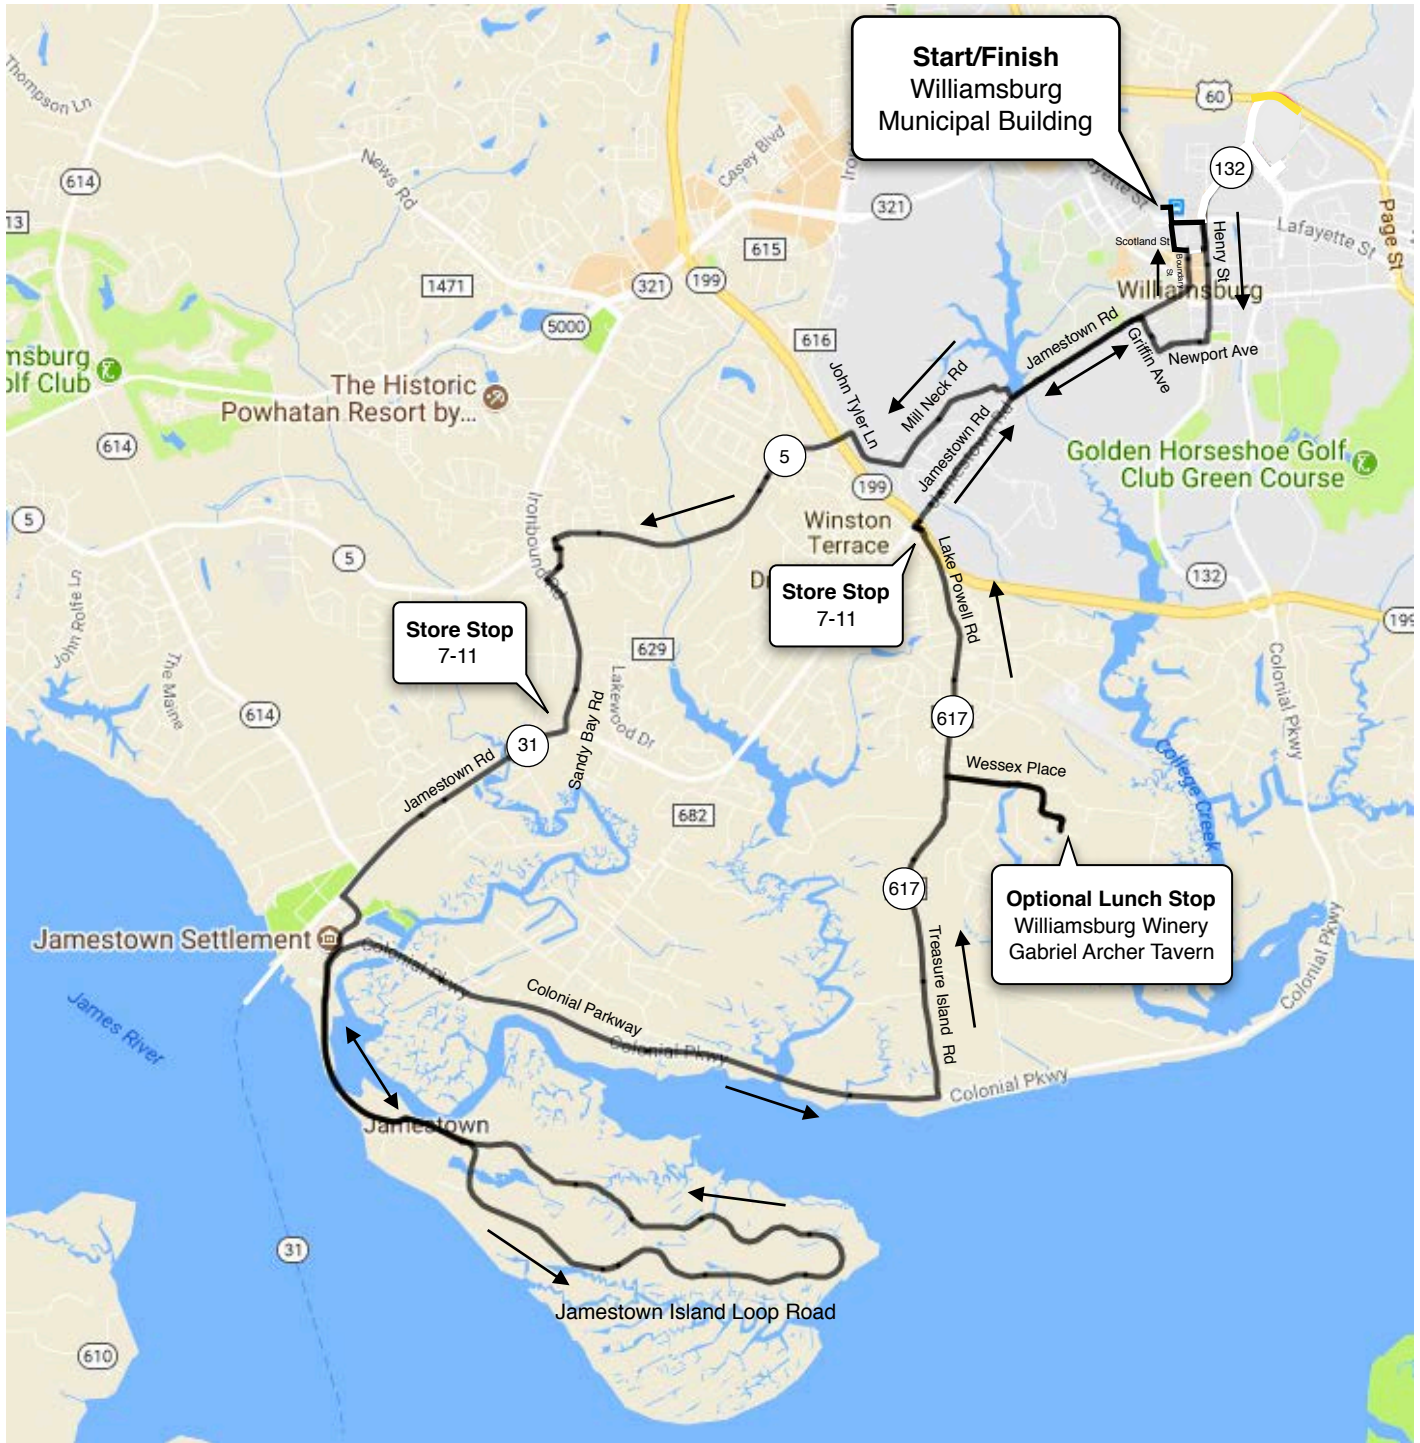 Start/Finish
Williamsburg
Municipal Building
60
132
Thompson Ln
News Rd
Casey Blvd
614
321
13
615
Scotland St
Boundary St
Henry St
Lafayette St
Page St
1471
321
199
Williamsburg
5000
616
Jamestown Rd
Griffin Ave
Newport Ave
The Historic
Powhatan Resort by...
John Tyler Ln
Mill Neck Rd
614
5
Jamestown Rd
Jamestown Rd
Golden Horseshoe Golf
Club Green Course
199
5
5
Ironbound Rd
Winston
Terrace
Lake Powell Rd
132
199
Store Stop
7-11
Store Stop
7-11
John Rolfe Ln
The Maine
629
Lakewood Dr
614
31
Sandy Bay Rd
617
Colonial Pkwy
Wessex Place
College Creek
Jamestown Rd
682
617
Optional Lunch Stop
Williamsburg Winery
Gabriel Archer Tavern
Jamestown Settlement
Colonial Pkwy
Treasure Island Rd
Colonial Pkwy
James River
Colonial Parkway
Colonial Pkwy
Colonial Pkwy
Jamestown
31
Jamestown Island Loop Road
610